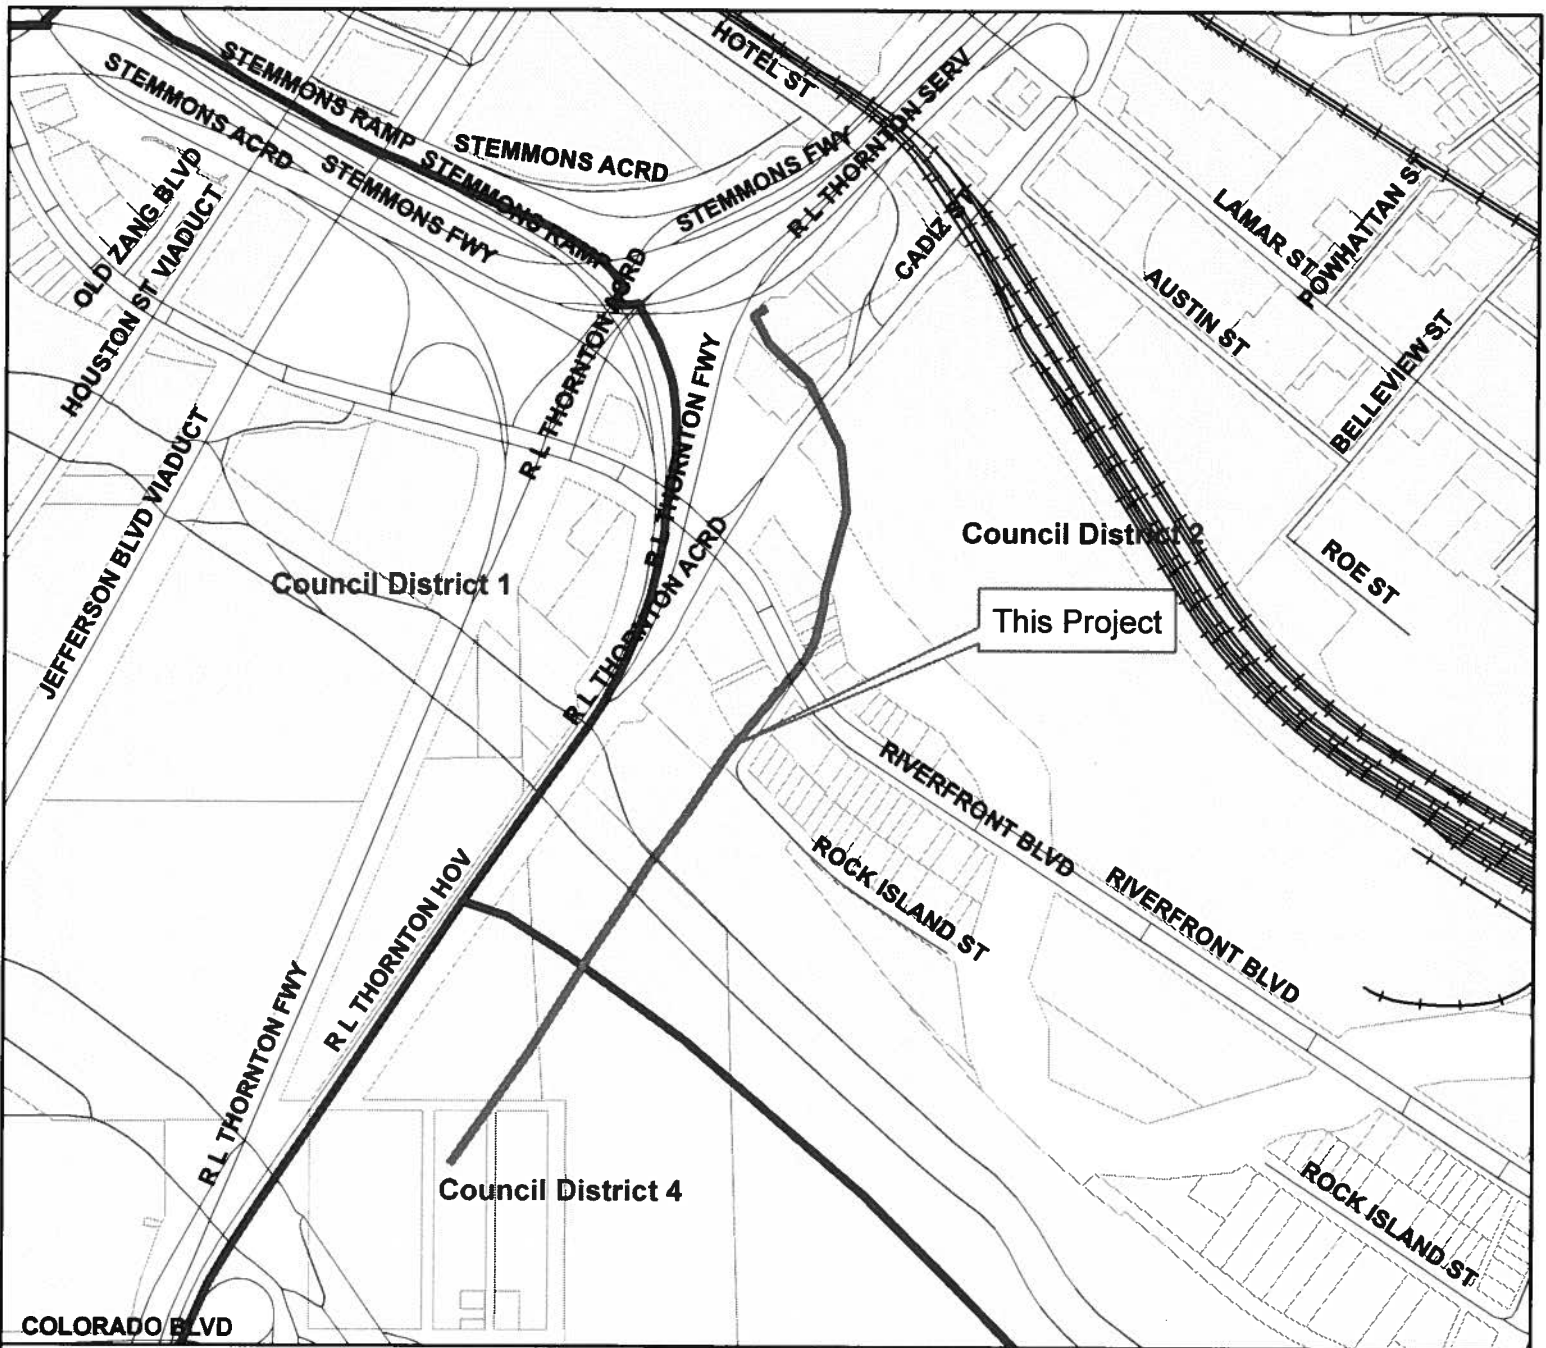 HOTEL ST
STEMMONS RAMP
STEMMONS ACRD
STEMMONS ACRD
STEMMONS RAMP
STEMMONS FWY
STEMMONS FWY
R L THORNTON SERV
OLD ZANG BLVD
HOUSTON ST VIADUCT
CADIZ ST
LAMAR ST
POWHATTAN ST
AUSTIN ST
BELLEVIEW ST
R L THORNTON ACRD
R L THORNTON FWY
JEFFERSON BLVD VIADUCT
Council District 1
Council District 2
ROE ST
This Project
R L THORNTON ACRD
RIVERFRONT BLVD
RIVERFRONT BLVD
ROCK ISLAND ST
R L THORNTON HOV
R L THORNTON FWY
Council District 4
ROCK ISLAND ST
COLORADO BLVD